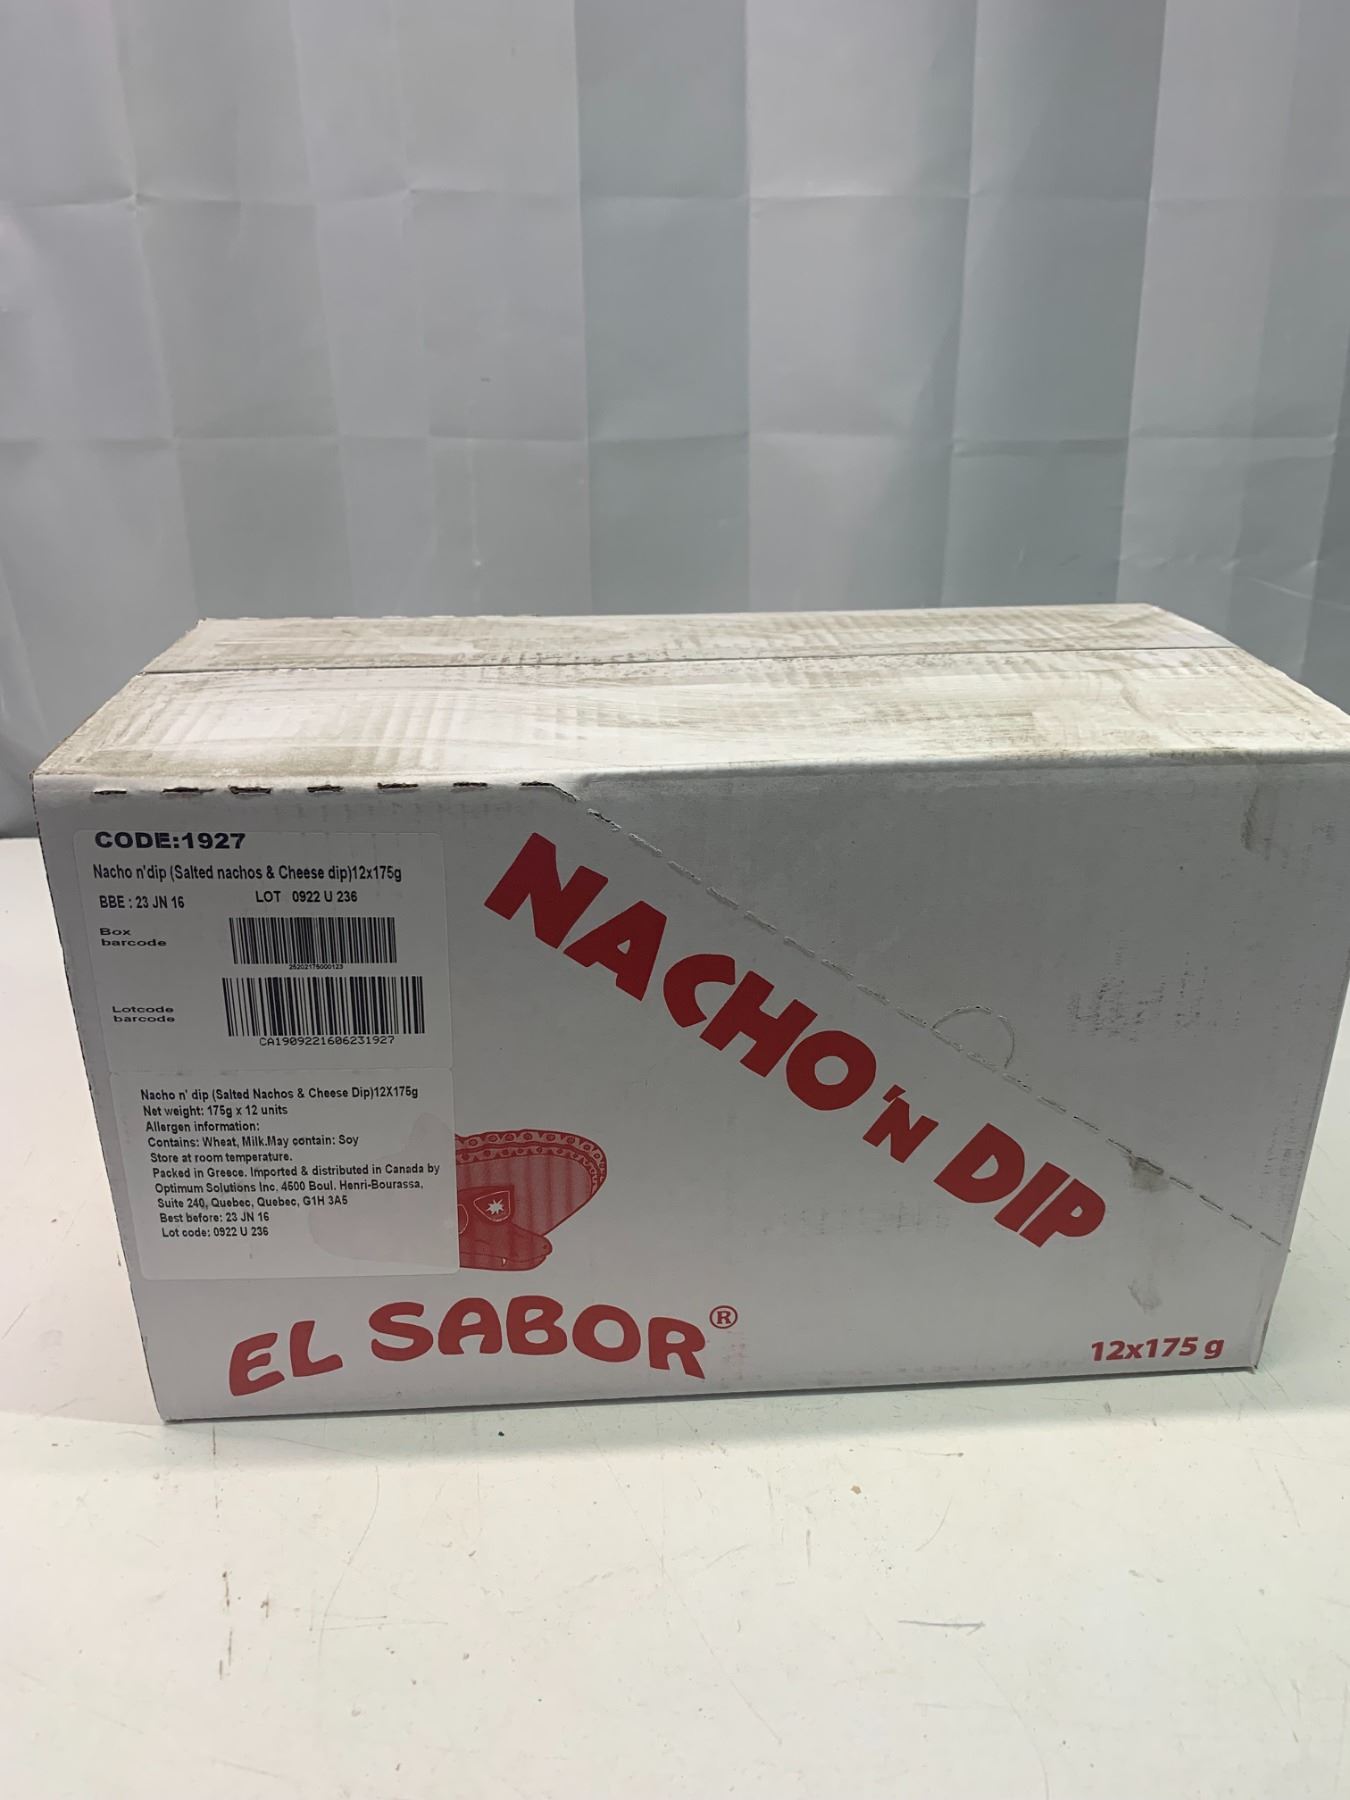 CODE:1927
Nacho n'dip (Salted nachos & Cheese dip)12x175g
BBE : 23 JN 16 LOT 0922 U 236
Box
barcode
25202175000123
Lotcode
barcode
CA1909221606231927
Nacho n' dip (Salted Nachos & Cheese Dip)12X175g
Net weight: 175g x 12 units
Allergen information:
Contains: Wheat, Milk.May contain: Soy
Store at room temperature.
Packed in Greece. Imported & distributed in Canada by
Optimum Solutions Inc. 4500 Boul. Henri-Bourassa,
Suite 240, Quebec, Quebec, G1H 3A5
Best before: 23 JN 16
Lot code: 0922 U 236
NACHO 'N DIP
EL SABOR®
12x175 g